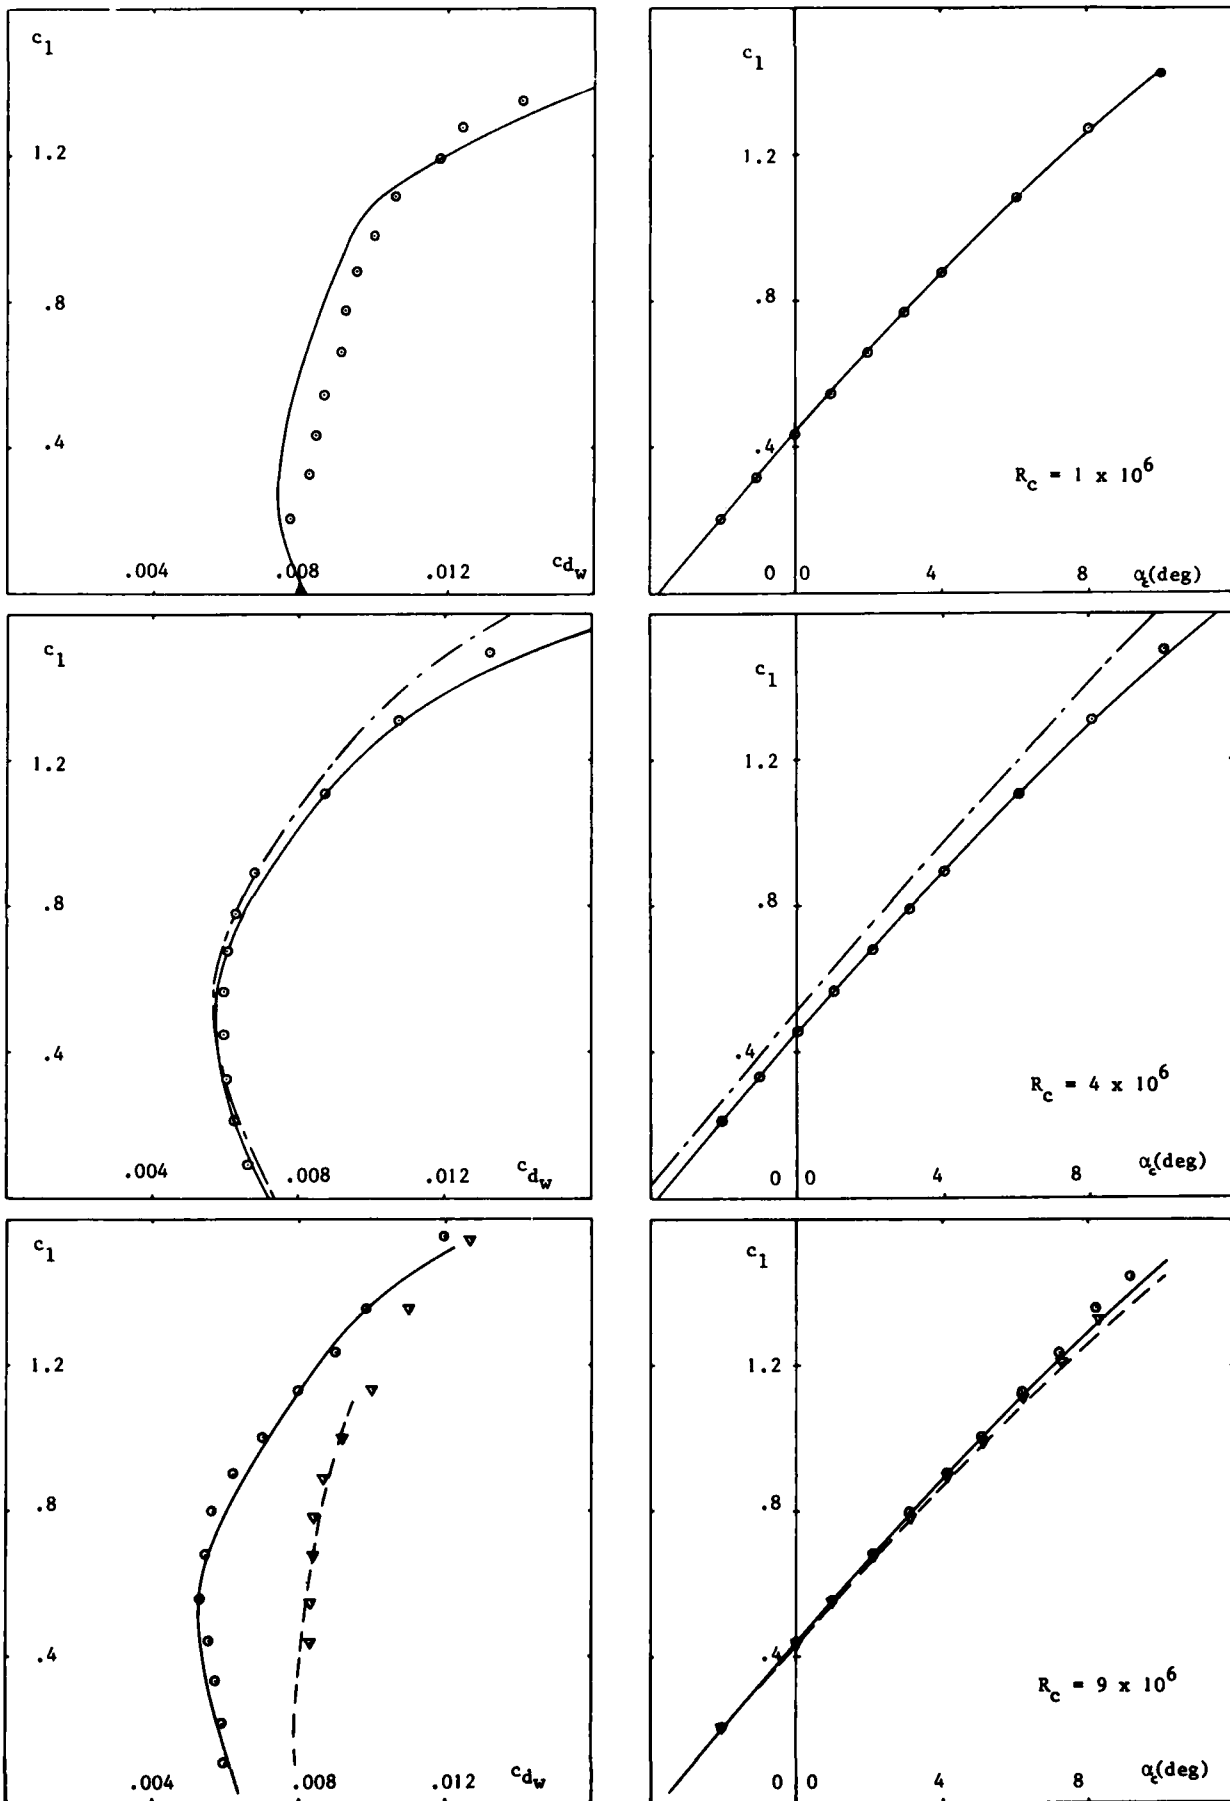 c1
1.2
.8
.4
.004 .008 .012 cdw
c1
1.2
.8
.4
Rc = 1 x 10^6
0 0 4 8 αc(deg)
c1
1.2
.8
.4
.004 .008 .012 cdw
c1
1.2
.8
.4
Rc = 4 x 10^6
0 0 4 8 αc(deg)
c1
1.2
.8
.4
.004 .008 .012 cdw
c1
1.2
.8
.4
Rc = 9 x 10^6
0 0 4 8 αc(deg)